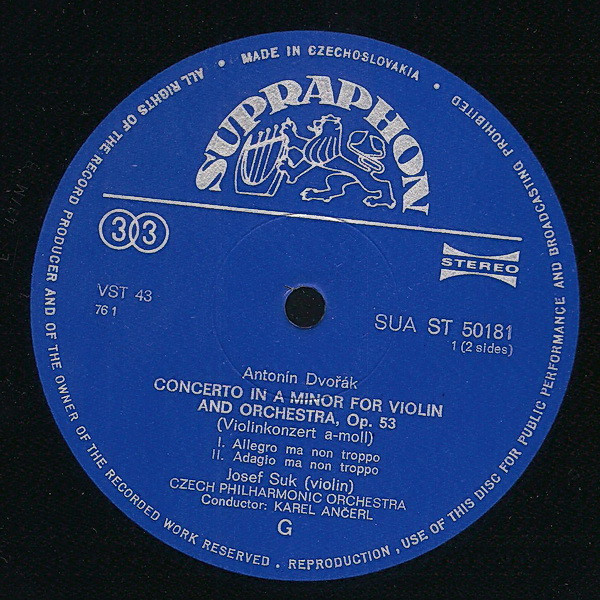 ALL RIGHTS OF THE RECORD PRODUCER AND OF THE OWNER OF THE RECORDED WORK RESERVED . REPRODUCTION , USE OF THIS DISC FOR PUBLIC PERFORMANCE AND BROADCASTING PROHIBITED
• MADE IN CZECHOSLOVAKIA •
SUPRAPHON
33
STEREO
VST 43
76 1
SUA ST 50181
1 (2 sides)
Antonín Dvořák
CONCERTO IN A MINOR FOR VIOLIN
AND ORCHESTRA, Op. 53
(Violinkonzert a-moll)
I. Allegro ma non troppo
II. Adagio ma non troppo
Josef Suk (violin)
CZECH PHILHARMONIC ORCHESTRA
Conductor: KAREL ANČERL
G